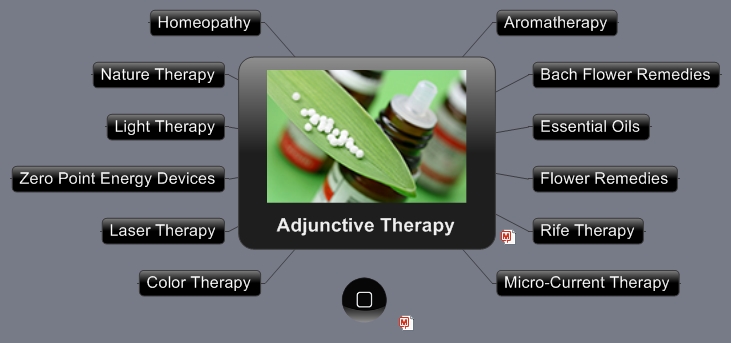 Homeopathy
Aromatherapy
Nature Therapy
Bach Flower Remedies
Light Therapy
Essential Oils
Zero Point Energy Devices
Flower Remedies
Laser Therapy
Adjunctive Therapy
Rife Therapy
M
Color Therapy
Micro-Current Therapy
M